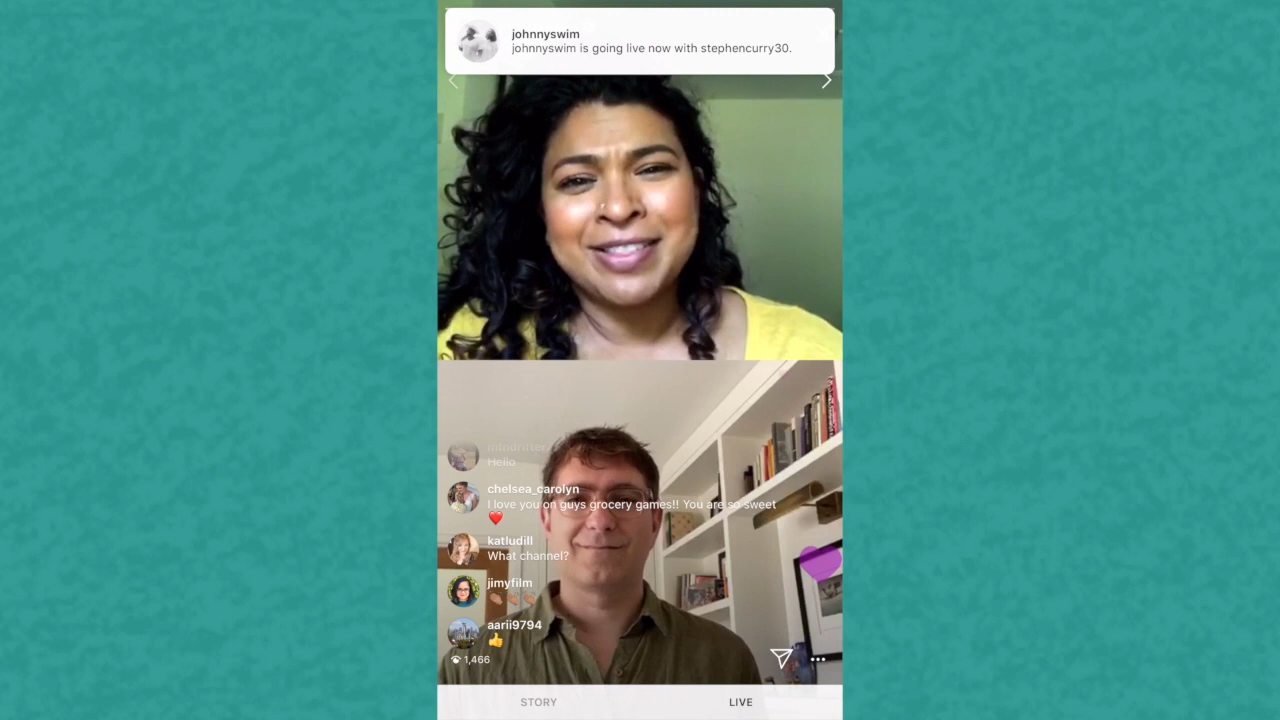 johnnyswim
johnnyswim is going live now with stephencurry30.
Hello
chelsea_carolyn
I love you on guys grocery games!! You are so sweet
❤️
katludill
What channel?
jimyfilm
👏🏽👏🏽👏🏽
aarii9794
👍
1,466
STORY
LIVE